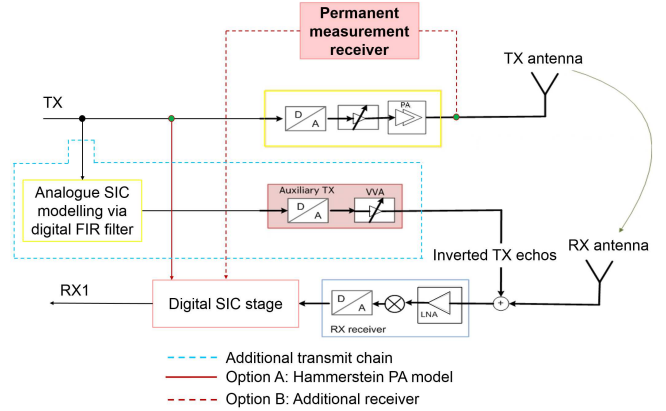 Permanent
measurement
receiver
TX antenna
TX
D
A
PA
Analogue SIC
modelling via
digital FIR filter
Auxiliary TX
VVA
D
A
Inverted TX echos
RX antenna
RX1
Digital SIC stage
D
A
LNA
+
RX receiver
Additional transmit chain
Option A: Hammerstein PA model
Option B: Additional receiver